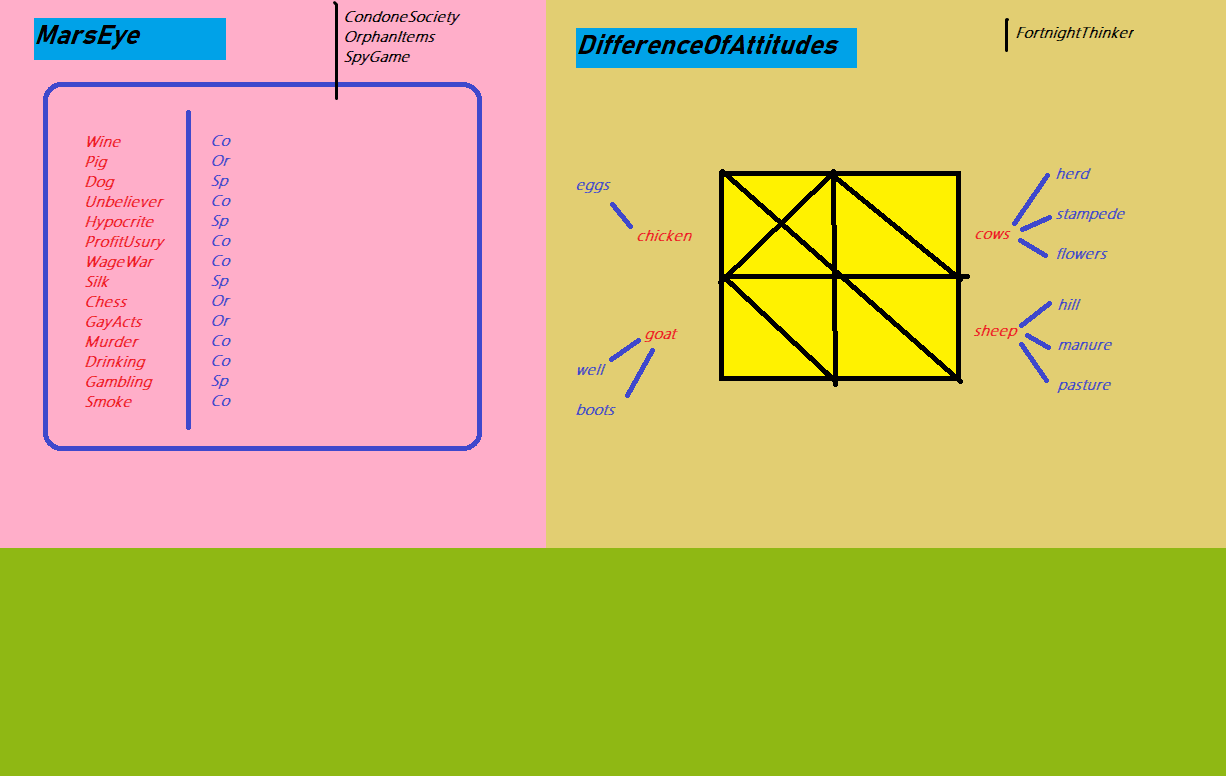 MarsEye
CondoneSociety
OrphanItems
SpyGame
Wine Co
Pig Or
Dog Sp
Unbeliever Co
Hypocrite Sp
ProfitUsury Co
WageWar Co
Silk Sp
Chess Or
GayActs Or
Murder Co
Drinking Co
Gambling Sp
Smoke Co
DifferenceOfAttitudes
FortnightThinker
eggs
chicken
goat
well
boots
cows
herd
stampede
flowers
sheep
hill
manure
pasture